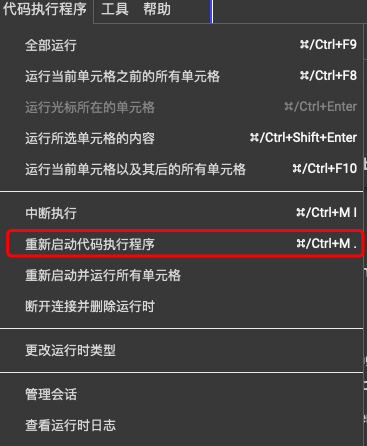 代码执行程序 工具 帮助
全部运行 ⌘/Ctrl+F9
运行当前单元格之前的所有单元格 ⌘/Ctrl+F8
运行光标所在的单元格 ⌘/Ctrl+Enter
运行所选单元格的内容 ⌘/Ctrl+Shift+Enter
运行当前单元格以及其后的所有单元格 ⌘/Ctrl+F10
中断执行 ⌘/Ctrl+M I
重新启动代码执行程序 ⌘/Ctrl+M .
重新启动并运行所有单元格
断开连接并删除运行时
更改运行时类型
管理会话
查看运行时日志